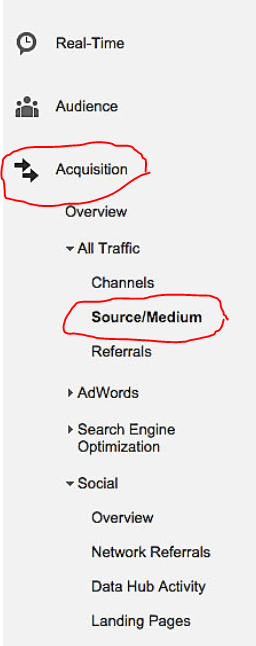 Real-Time
Audience
Acquisition
Overview
All Traffic
Channels
Source/Medium
Referrals
AdWords
Search Engine
Optimization
Social
Overview
Network Referrals
Data Hub Activity
Landing Pages